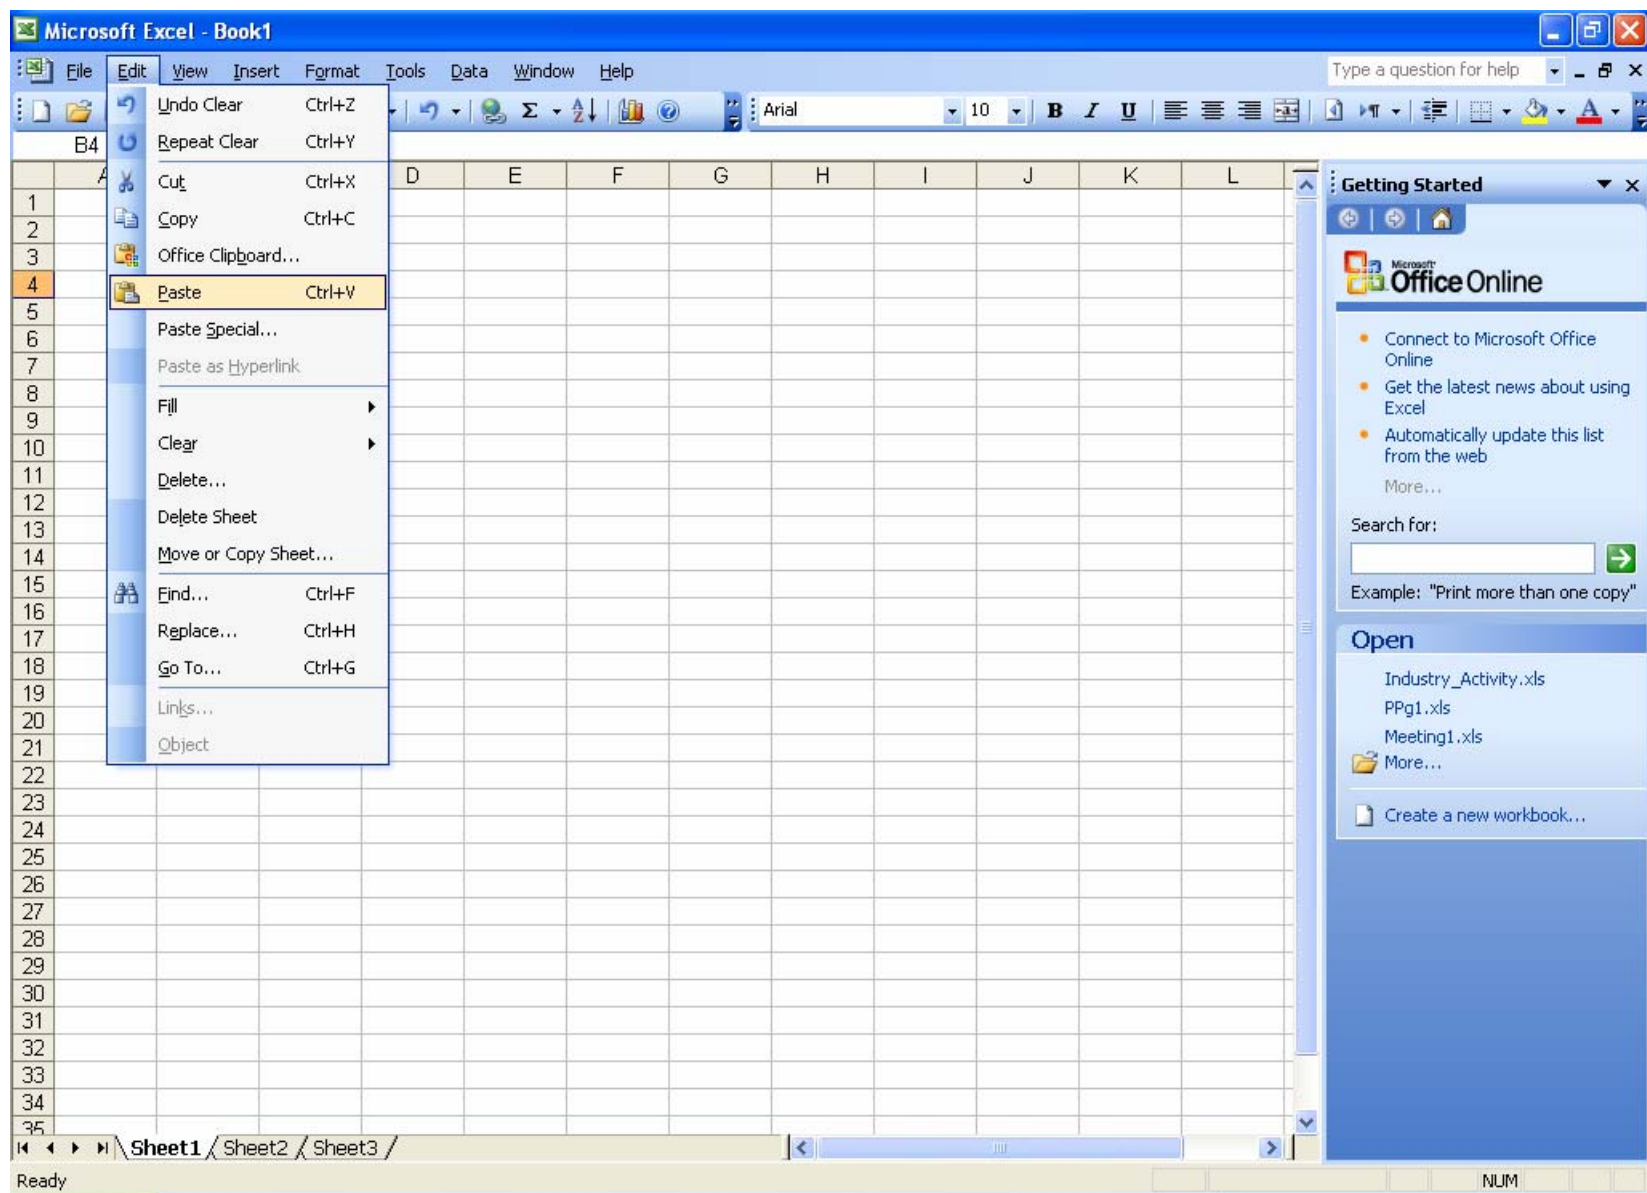 Microsoft Excel - Book1
File Edit View Insert Format Tools Data Window Help Type a question for help
Arial 10 B I U
B4
Undo Clear Ctrl+Z
Repeat Clear Ctrl+Y
Cut Ctrl+X
Copy Ctrl+C
Office Clipboard...
Paste Ctrl+V
Paste Special...
Paste as Hyperlink
Fill
Clear
Delete...
Delete Sheet
Move or Copy Sheet...
Find... Ctrl+F
Replace... Ctrl+H
Go To... Ctrl+G
Links...
Object
A D E F G H I J K L
1
2
3
4
5
6
7
8
9
10
11
12
13
14
15
16
17
18
19
20
21
22
23
24
25
26
27
28
29
30
31
32
33
34
35
Getting Started
Microsoft
Office Online
Connect to Microsoft Office
Online
Get the latest news about using
Excel
Automatically update this list
from the web
More...
Search for:
Example: "Print more than one copy"
Open
Industry_Activity.xls
PPg1.xls
Meeting1.xls
More...
Create a new workbook...
Sheet1 Sheet2 Sheet3
Ready NUM